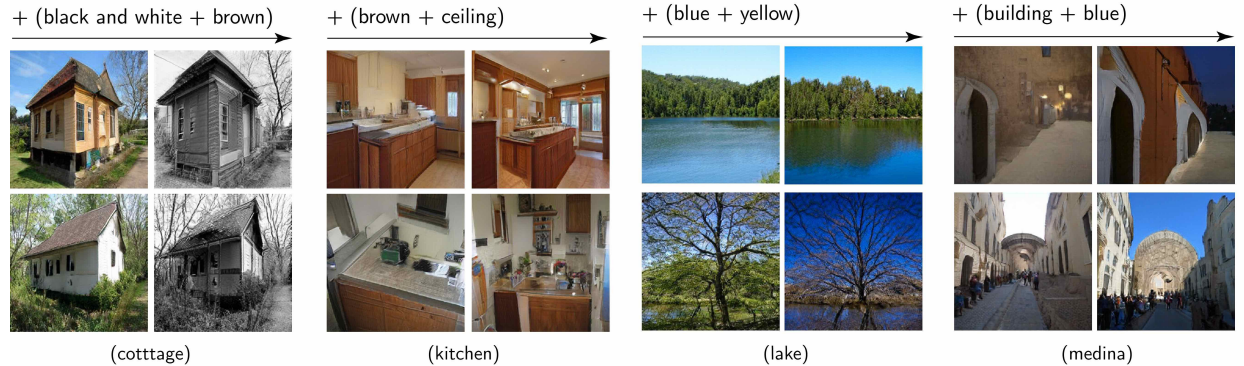 + (black and white + brown)
+ (brown + ceiling)
+ (blue + yellow)
+ (building + blue)
(cotttage)
(kitchen)
(lake)
(medina)